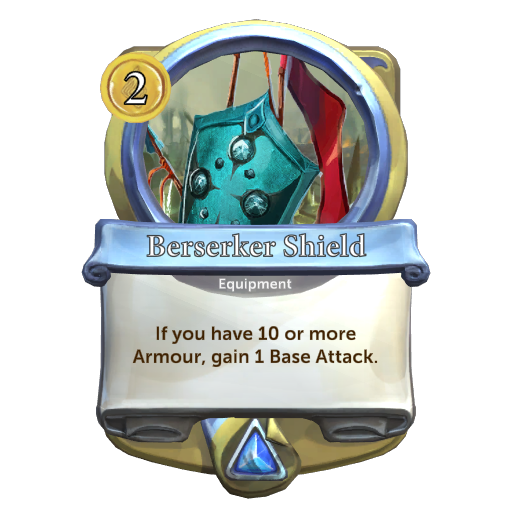 2
Berserker Shield
Equipment
If you have 10 or more
Armour, gain 1 Base Attack.